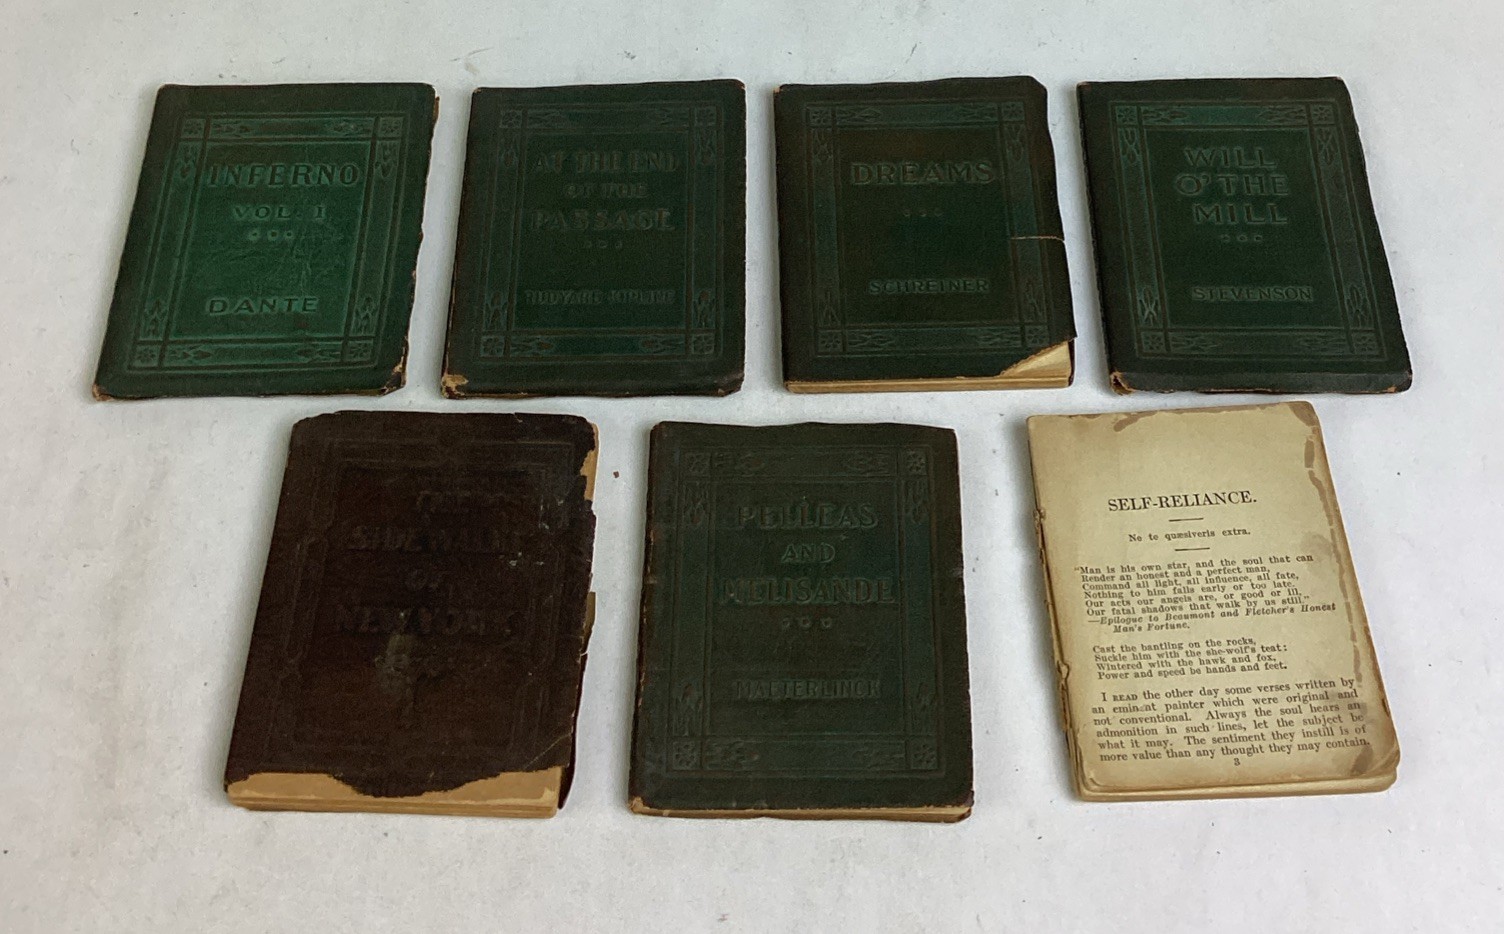 INFERNO
VOL. I
DANTE
AT THE END
OF THE
PASSAGE
RUDYARD KIPLING
DREAMS
SCHREINER
WILL
O' THE
MILL
STEVENSON
OF
PELLEAS
AND
MELISANDE
MAETERLINCK
SELF-RELIANCE.
No te quæsiveris extra.
"Man is his own star, and the soul that can
Render an honest and a perfect man,
Command all light, all influence, all fate,
Nothing to him falls early or too late.
Our acts our angels are, or good or ill,
Our fatal shadows that walk by us still."
—Epilogue to Beaumont and Fletcher's Honest
Man's Fortune.
Cast the bantling on the rocks,
Suckle him with the she-wolf's teat:
Wintered with the hawk and fox,
Power and speed be hands and feet.
I READ the other day some verses written by
an eminent painter which were original and
not conventional. Always the soul hears an
admonition in such lines, let the subject be
what it may. The sentiment they instill is of
more value than any thought they may contain.
3